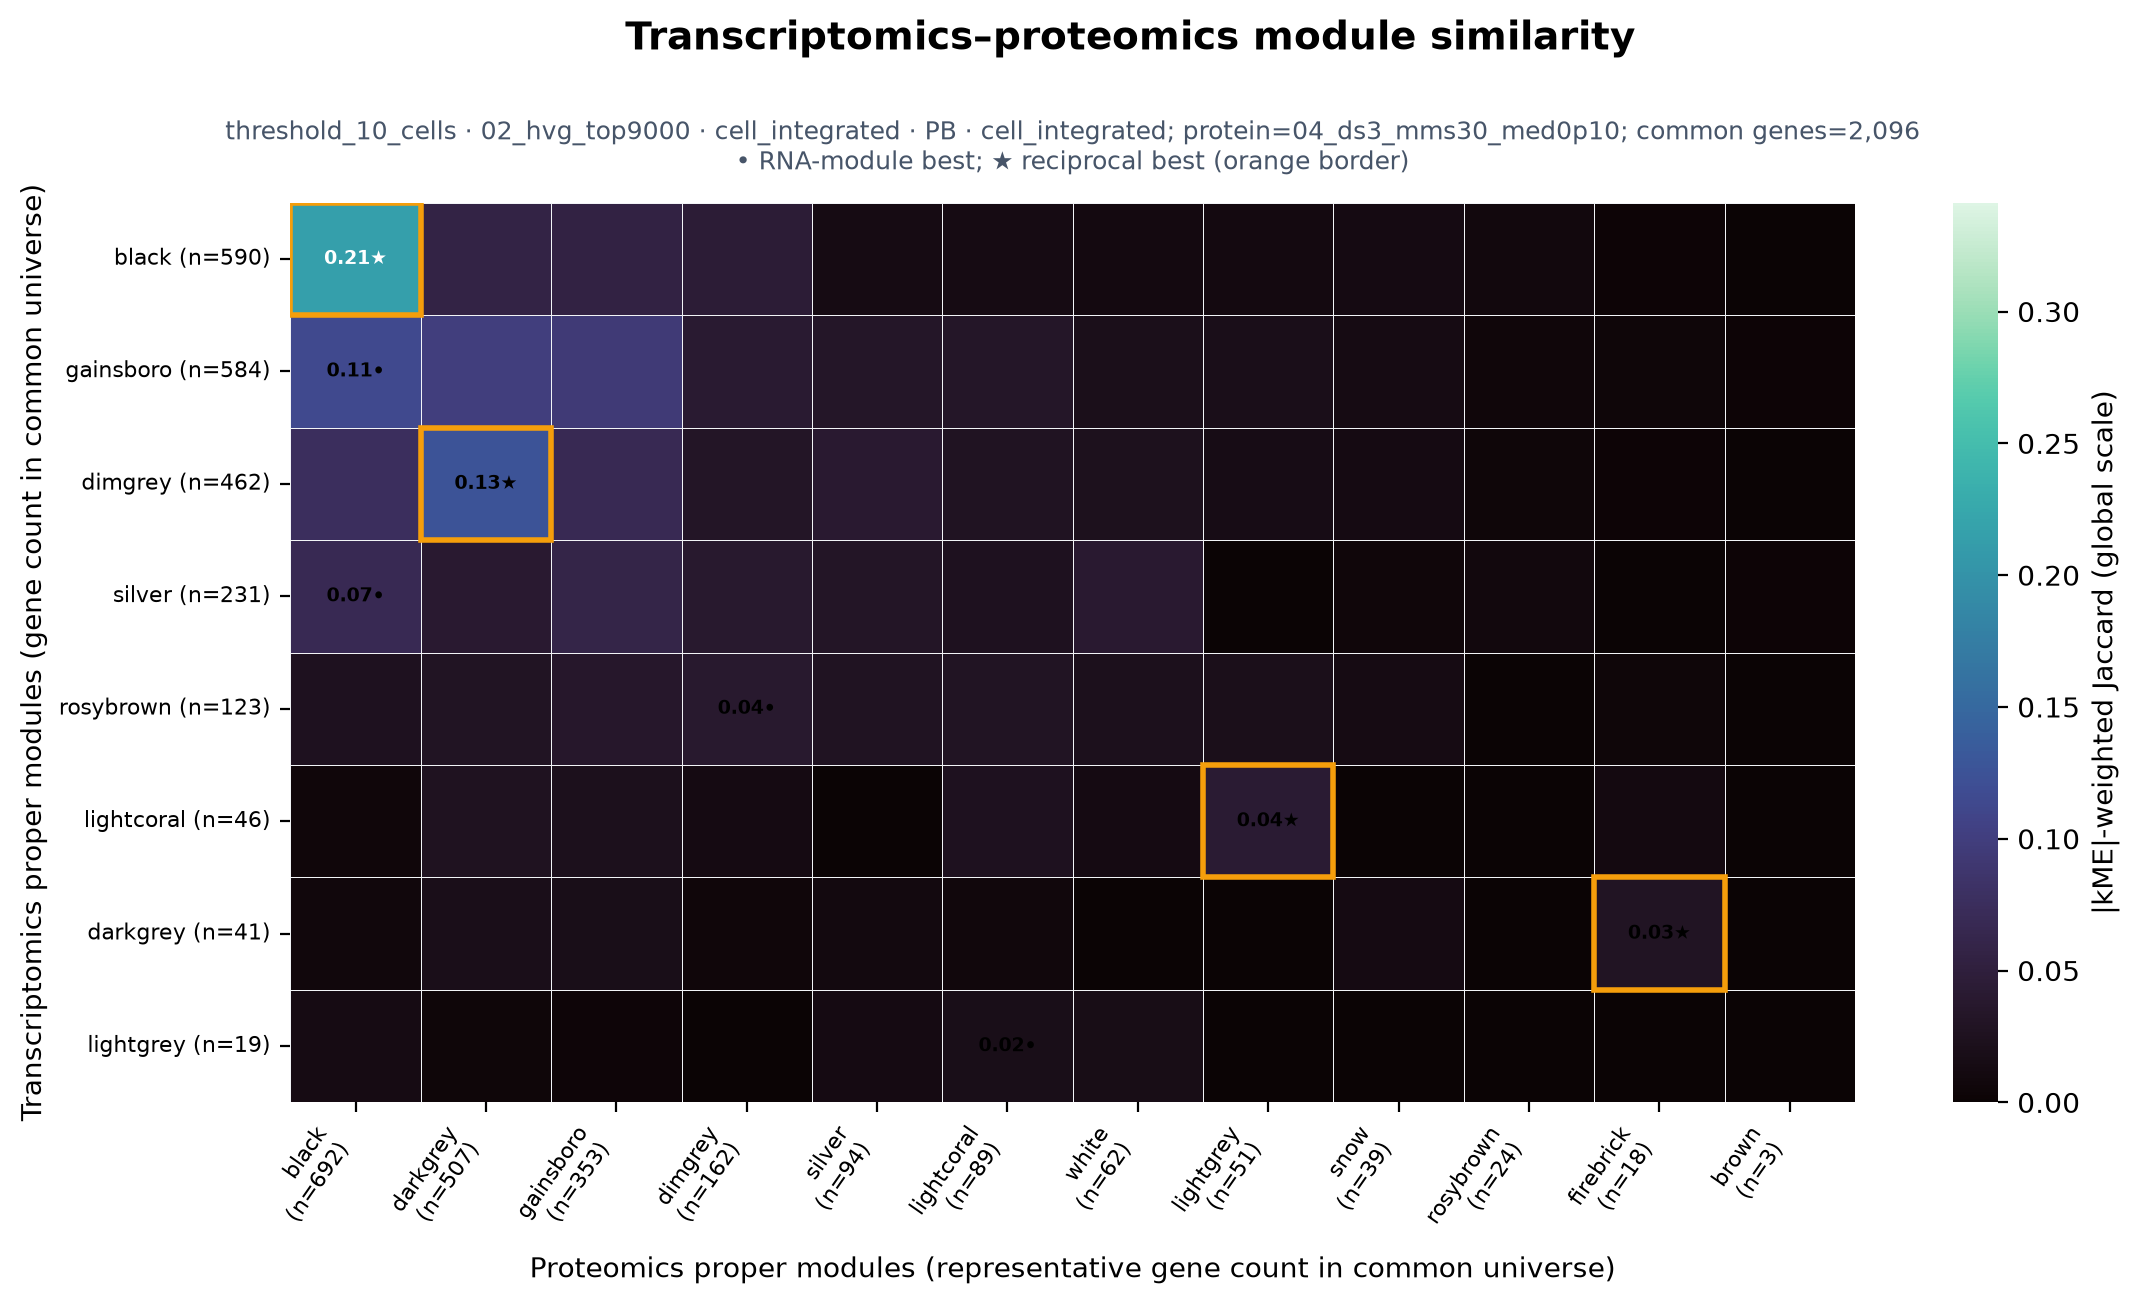 Transcriptomics–proteomics module similarity
threshold_10_cells · 02_hvg_top9000 · cell_integrated · PB · cell_integrated; protein=04_ds3_mms30_med0p10; common genes=2,096
• RNA-module best; ★ reciprocal best (orange border)
Transcriptomics proper modules (gene count in common universe)
black (n=590)
gainsboro (n=584)
dimgrey (n=462)
silver (n=231)
rosybrown (n=123)
lightcoral (n=46)
darkgrey (n=41)
lightgrey (n=19)
0.21★
0.11•
0.13★
0.07•
0.04•
0.04★
0.03★
0.02•
black
(n=692)
darkgrey
(n=507)
gainsboro
(n=353)
dimgrey
(n=162)
silver
(n=94)
lightcoral
(n=89)
white
(n=62)
lightgrey
(n=51)
snow
(n=39)
rosybrown
(n=24)
firebrick
(n=18)
brown
(n=3)
Proteomics proper modules (representative gene count in common universe)
0.30
0.25
0.20
0.15
0.10
0.05
0.00
|kME|-weighted Jaccard (global scale)